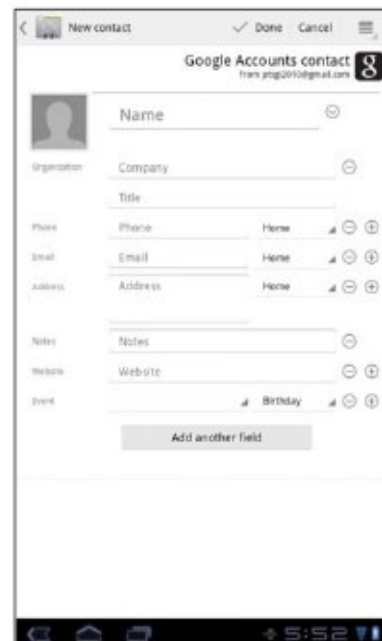 New contact Done Cancel
Google Accounts contact
Name
Organization Company
Title
Phone Phone Home
Email Email Home
Address Address Home
Notes Notes
Website Website
Event Birthday
Add another field
5:52